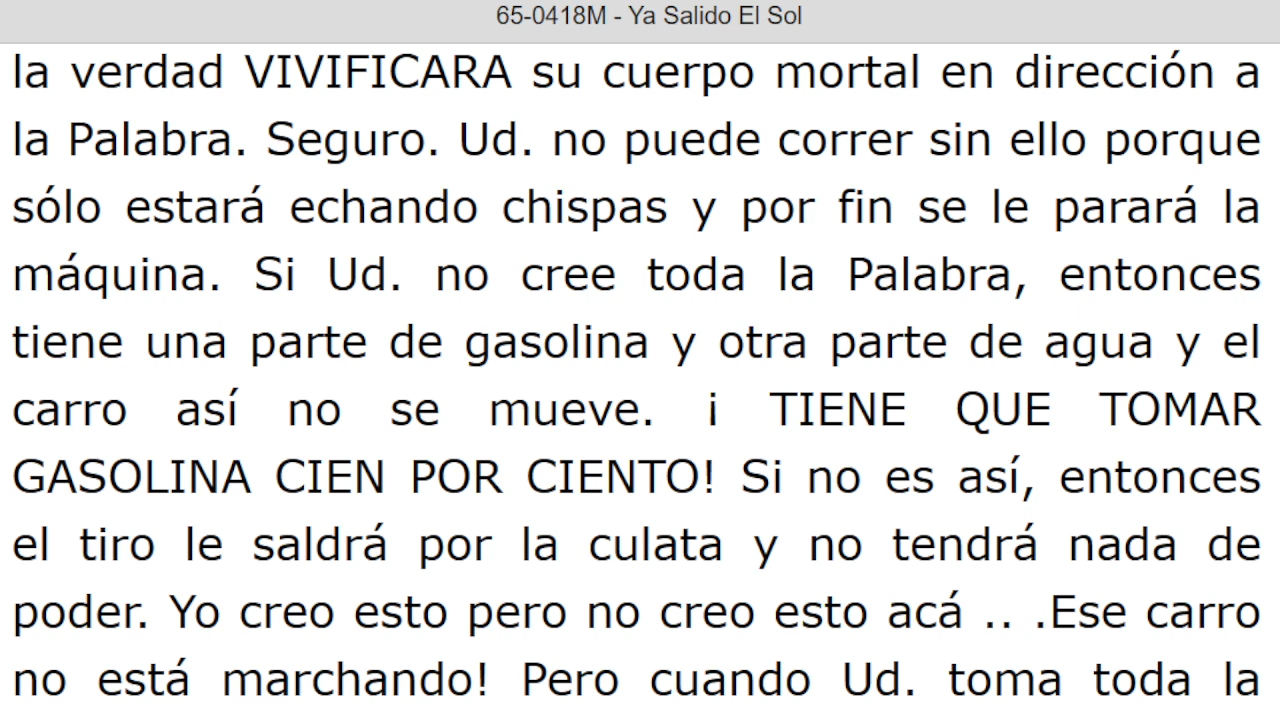 65-0418M - Ya Salido El Sol
la verdad VIVIFICARA su cuerpo mortal en dirección a
la Palabra. Seguro. Ud. no puede correr sin ello porque
sólo estará echando chispas y por fin se le parará la
máquina. Si Ud. no cree toda la Palabra, entonces
tiene una parte de gasolina y otra parte de agua y el
carro así no se mueve. ¡ TIENE QUE TOMAR
GASOLINA CIEN POR CIENTO! Si no es así, entonces
el tiro le saldrá por la culata y no tendrá nada de
poder. Yo creo esto pero no creo esto acá .. .Ese carro
no está marchando! Pero cuando Ud. toma toda la